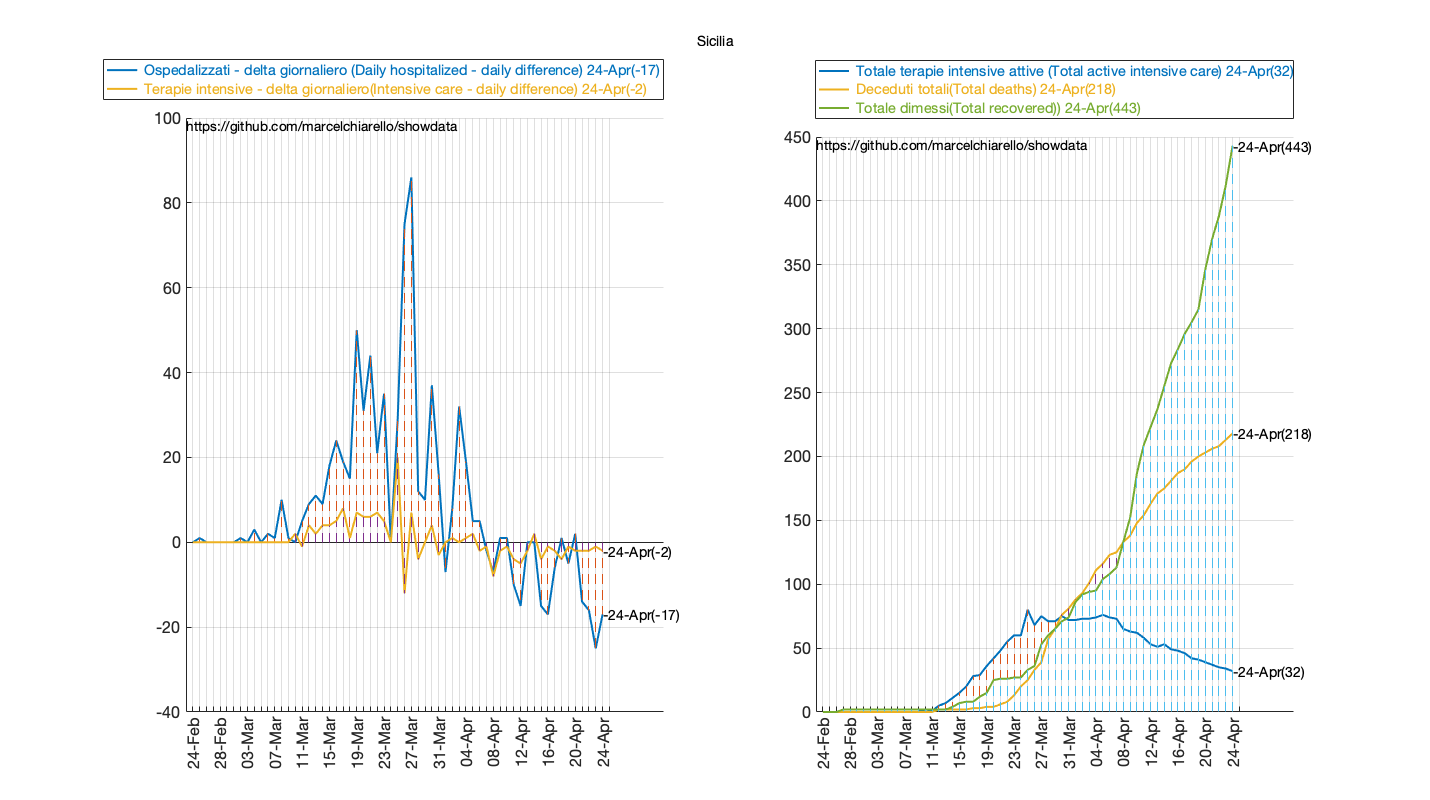 Sicilia
Ospedalizzati - delta giornaliero (Daily hospitalized - daily difference) 24-Apr(-17)
Terapie intensive - delta giornaliero(Intensive care - daily difference) 24-Apr(-2)
https://github.com/marcelchiarello/showdata
100
80
60
40
20
0
-20
-40
-24-Apr(-2)
-24-Apr(-17)
24-Feb
28-Feb
03-Mar
07-Mar
11-Mar
15-Mar
19-Mar
23-Mar
27-Mar
31-Mar
04-Apr
08-Apr
12-Apr
16-Apr
20-Apr
24-Apr
Totale terapie intensive attive (Total active intensive care) 24-Apr(32)
Deceduti totali(Total deaths) 24-Apr(218)
Totale dimessi(Total recovered)) 24-Apr(443)
https://github.com/marcelchiarello/showdata
450
400
350
300
250
200
150
100
50
0
-24-Apr(443)
-24-Apr(218)
-24-Apr(32)
24-Feb
28-Feb
03-Mar
07-Mar
11-Mar
15-Mar
19-Mar
23-Mar
27-Mar
31-Mar
04-Apr
08-Apr
12-Apr
16-Apr
20-Apr
24-Apr